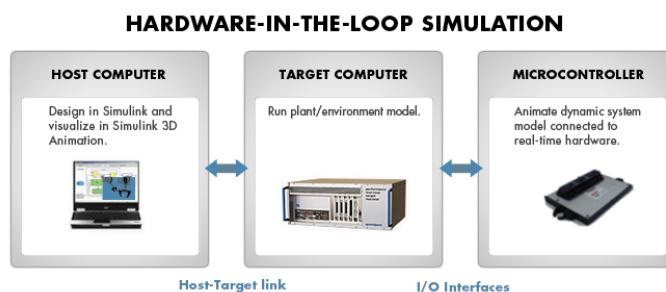 HARDWARE-IN-THE-LOOP SIMULATION
HOST COMPUTER
Design in Simulink and
visualize in Simulink 3D
Animation.
TARGET COMPUTER
Run plant/environment model.
MICROCONTROLLER
Animate dynamic system
model connected to
real-time hardware.
Host-Target link
I/O Interfaces